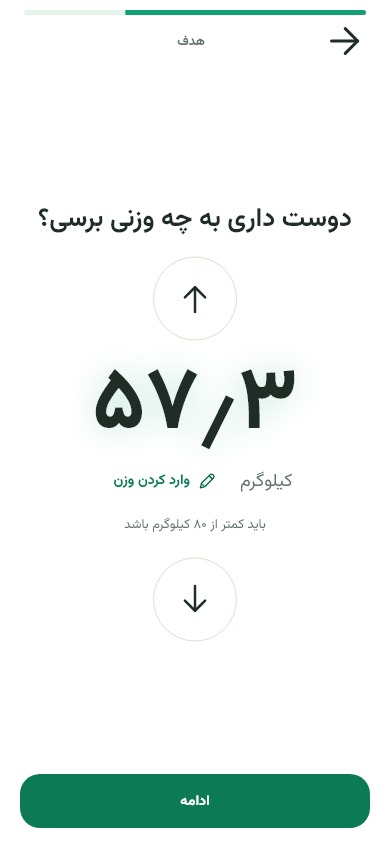 هدف
دوست داری به چه وزنی برسی؟
۵۷٫۳
کیلوگرم
وارد کردن وزن
باید کمتر از ۸۰ کیلوگرم باشد
ادامه